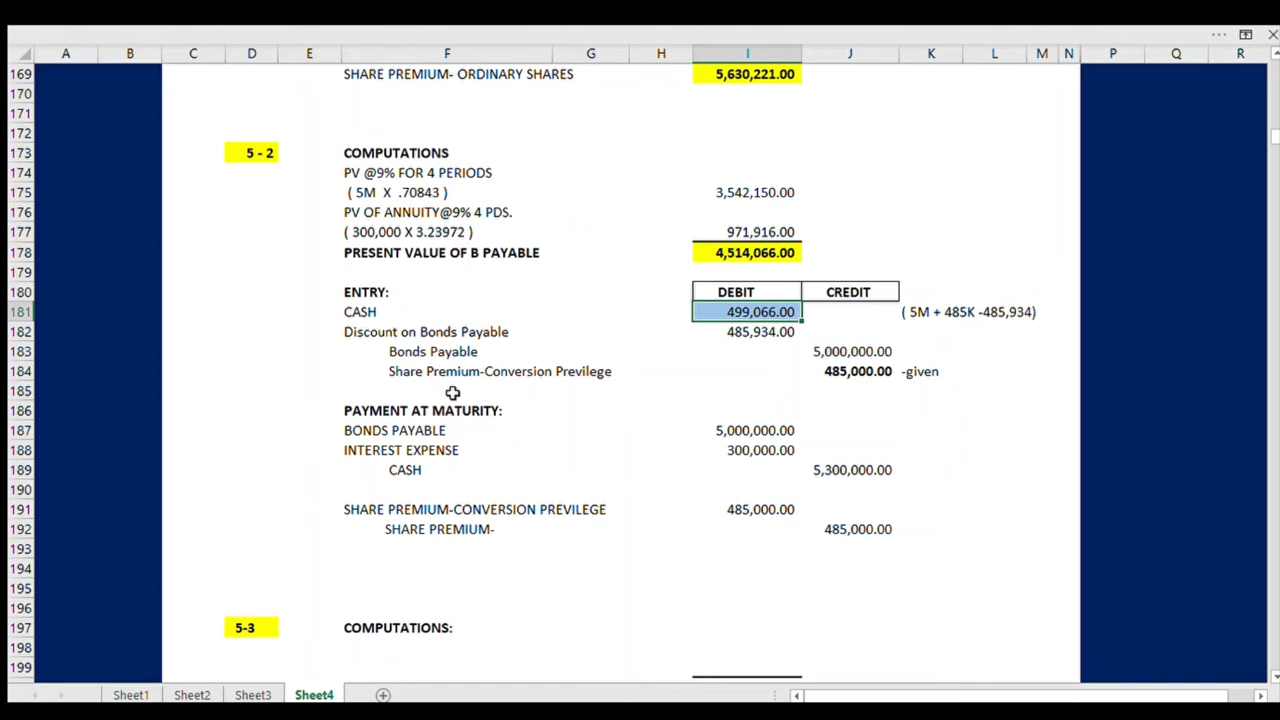 A B C D E F G H I J K L M N P Q R
169 SHARE PREMIUM- ORDINARY SHARES 5,630,221.00
170
171
172
173 5 - 2 COMPUTATIONS
174 PV @9% FOR 4 PERIODS
175 ( 5M X .70843 ) 3,542,150.00
176 PV OF ANNUITY@9% 4 PDS.
177 ( 300,000 X 3.23972 ) 971,916.00
178 PRESENT VALUE OF B PAYABLE 4,514,066.00
179
180 ENTRY: DEBIT CREDIT
181 CASH 499,066.00 ( 5M + 485K -485,934)
182 Discount on Bonds Payable 485,934.00
183 Bonds Payable 5,000,000.00
184 Share Premium-Conversion Previlege 485,000.00 -given
185
186 PAYMENT AT MATURITY:
187 BONDS PAYABLE 5,000,000.00
188 INTEREST EXPENSE 300,000.00
189 CASH 5,300,000.00
190
191 SHARE PREMIUM-CONVERSION PREVILEGE 485,000.00
192 SHARE PREMIUM- 485,000.00
193
194
195
196
197 5-3 COMPUTATIONS:
198
199
Sheet1 Sheet2 Sheet3 Sheet4